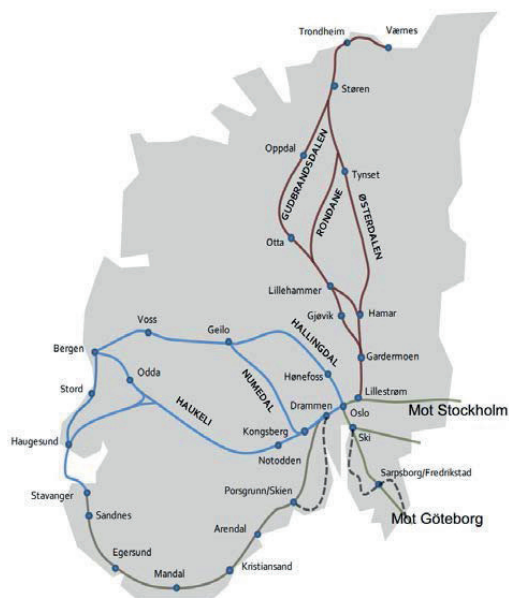 Trondheim
Værnes
Støren
Oppdal
GUDBRANDSDALEN
RONDANE
Tynset
ØSTERDALEN
Otta
Lillehammer
Gjøvik
Hamar
Voss
Geilo
HALLINGDAL
Gardermoen
Bergen
Odda
Hønefoss
NUMEDAL
Stord
HAUKELI
Drammen
Lillestrøm
Oslo
Mot Stockholm
Haugesund
Kongsberg
Ski
Notodden
Stavanger
Porsgrunn/Skien
Sarpsborg/Fredrikstad
Sandnes
Mot Göteborg
Arendal
Egersund
Mandal
Kristiansand